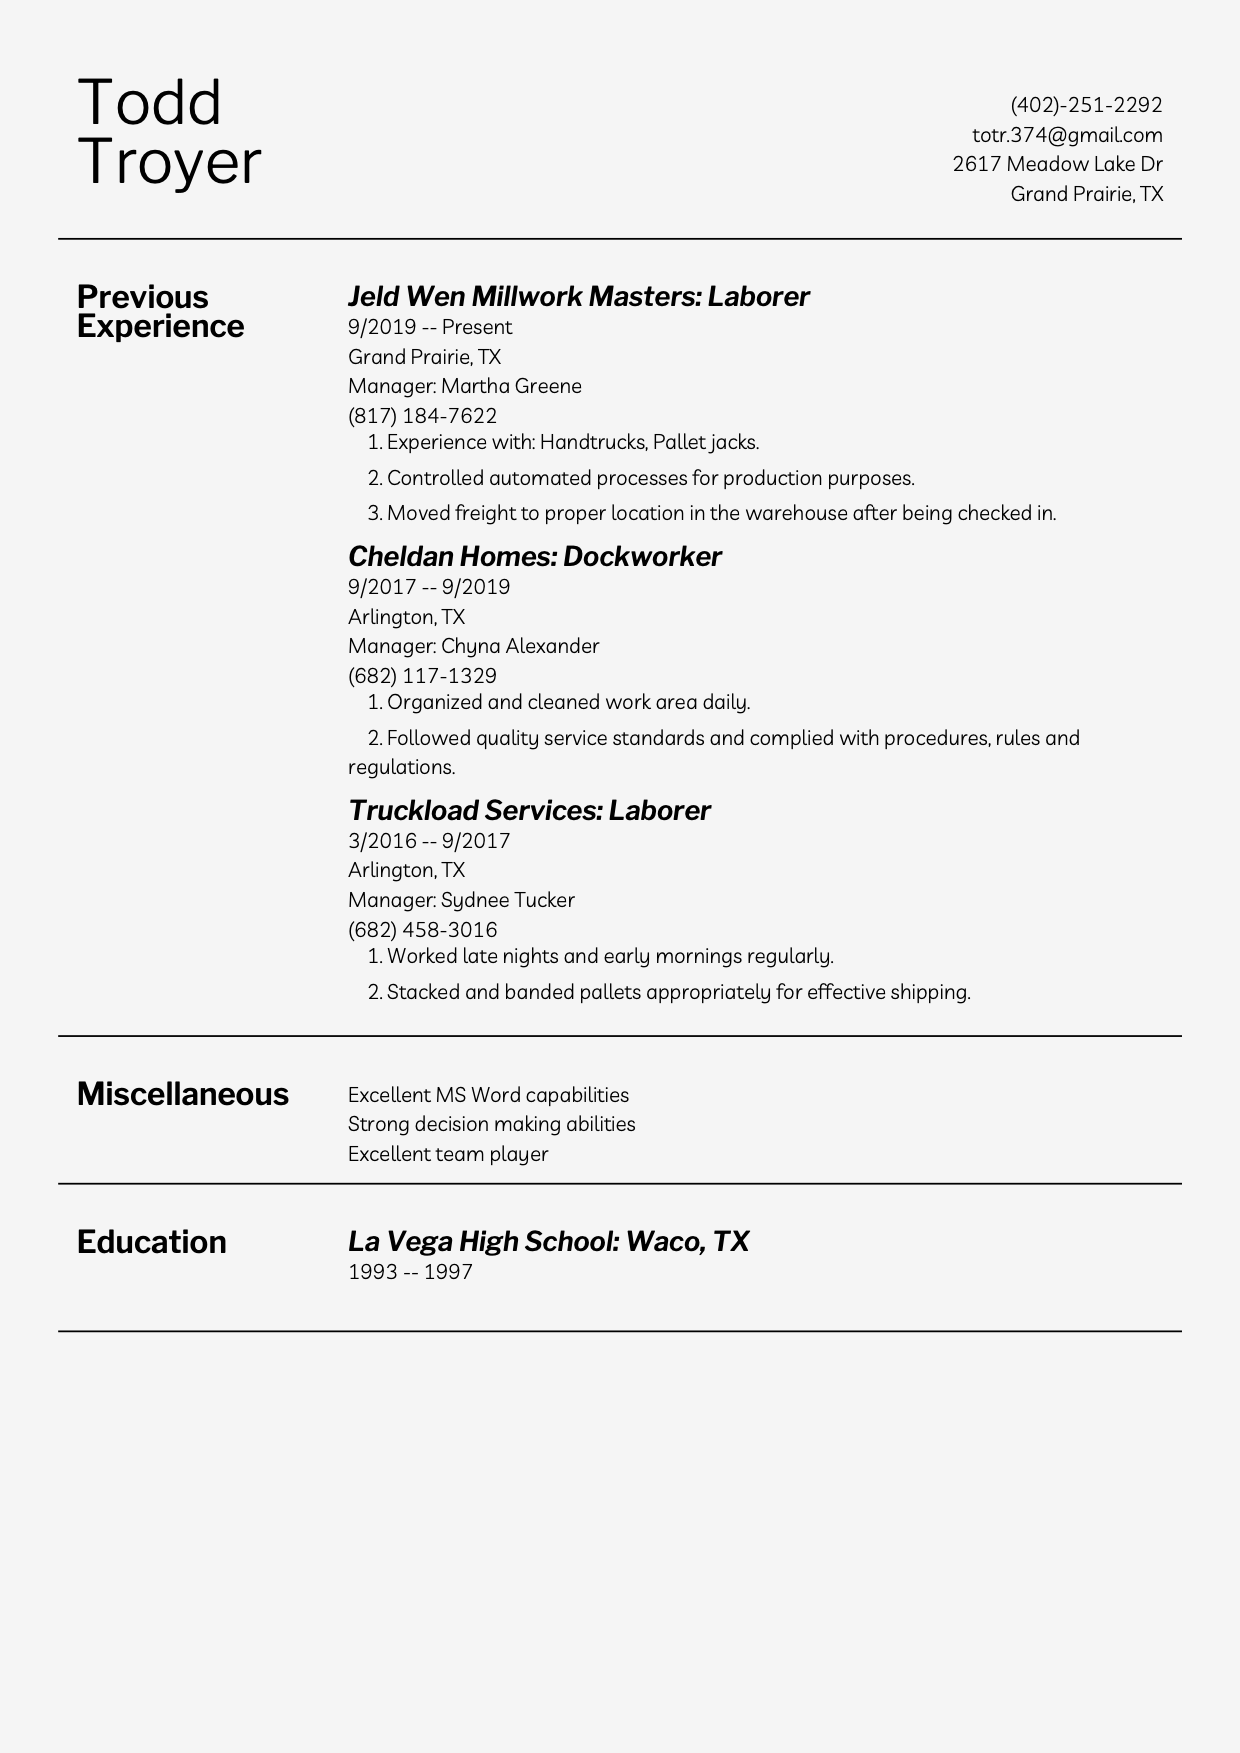 Todd
Troyer
(402)-251-2292
totr.374@gmail.com
2617 Meadow Lake Dr
Grand Prairie, TX
Previous
Experience
Jeld Wen Millwork Masters: Laborer
9/2019 -- Present
Grand Prairie, TX
Manager: Martha Greene
(817) 184-7622
1. Experience with: Handtrucks, Pallet jacks.
2. Controlled automated processes for production purposes.
3. Moved freight to proper location in the warehouse after being checked in.
Cheldan Homes: Dockworker
9/2017 -- 9/2019
Arlington, TX
Manager: Chyna Alexander
(682) 117-1329
1. Organized and cleaned work area daily.
2. Followed quality service standards and complied with procedures, rules and
regulations.
Truckload Services: Laborer
3/2016 -- 9/2017
Arlington, TX
Manager: Sydnee Tucker
(682) 458-3016
1. Worked late nights and early mornings regularly.
2. Stacked and banded pallets appropriately for effective shipping.
Miscellaneous
Excellent MS Word capabilities
Strong decision making abilities
Excellent team player
Education
La Vega High School: Waco, TX
1993 -- 1997